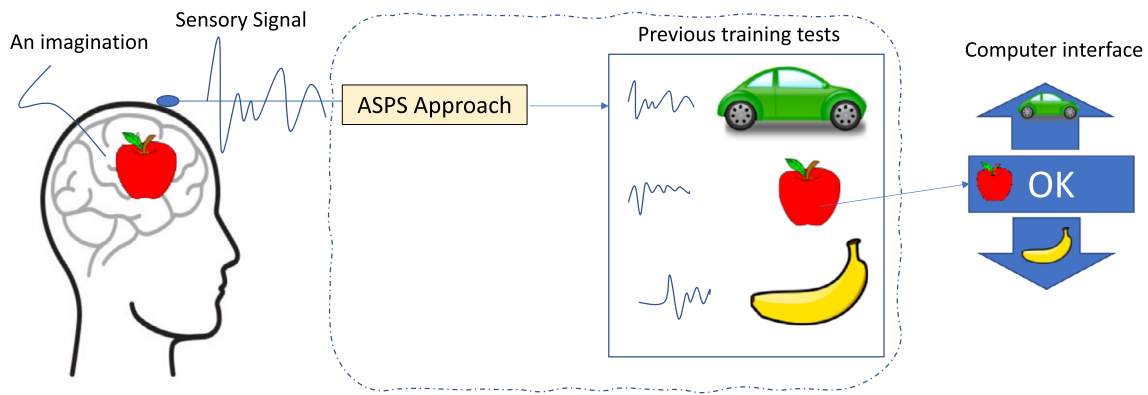 An imagination
Sensory Signal
ASPS Approach
Previous training tests
Computer interface
OK